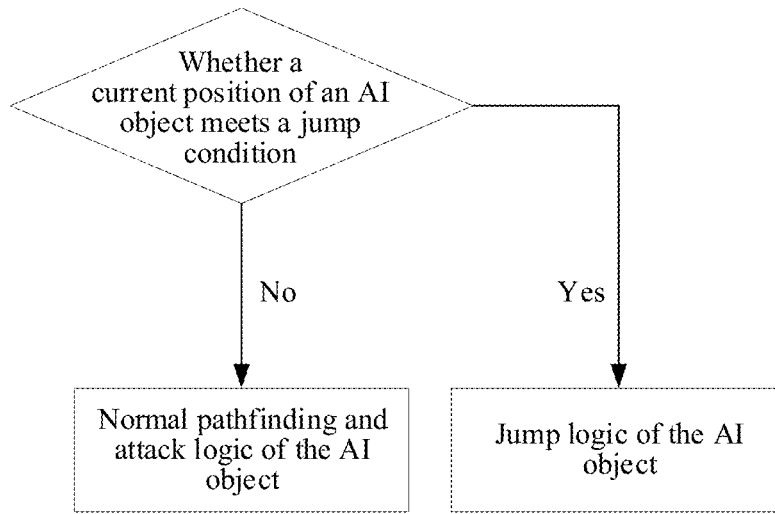 Whether a
current position of an AI
object meets a jump
condition
No
Yes
Normal pathfinding and
attack logic of the AI
object
Jump logic of the AI
object